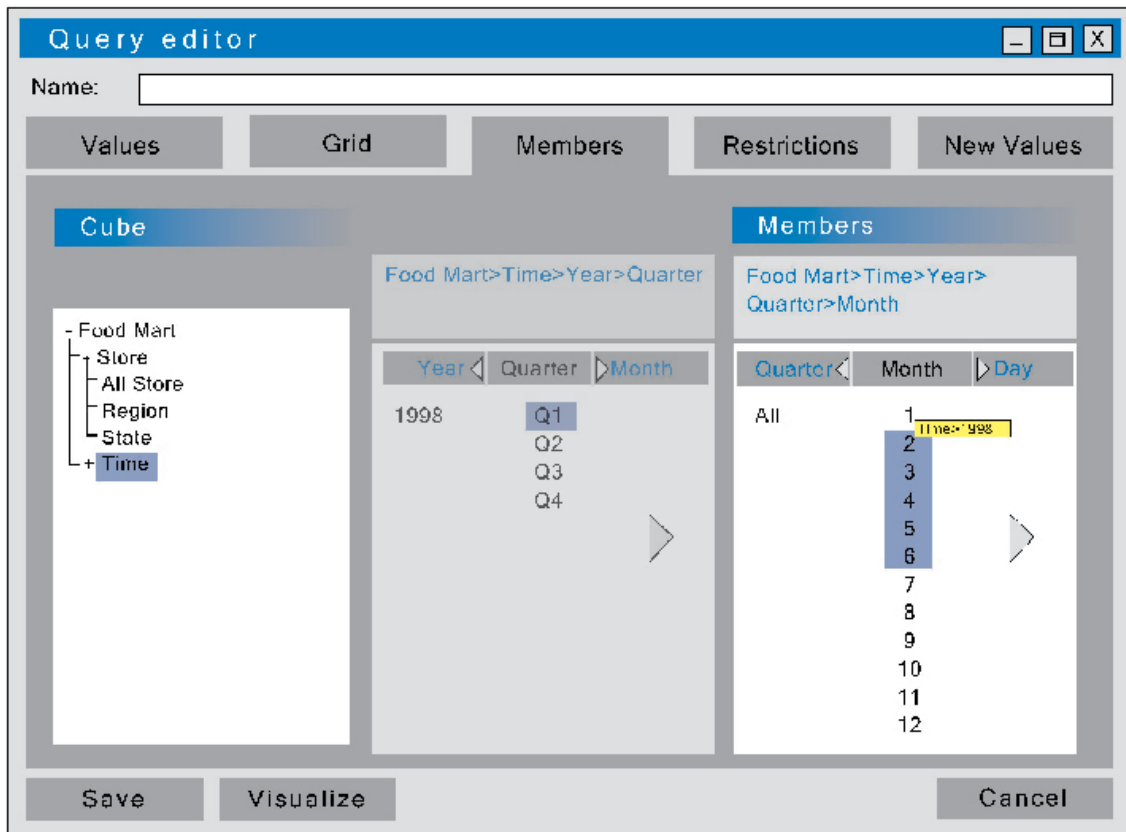 Query editor
X
Name:
Values Grid Members Restrictions New Values
Cube
Members
Food Mart>Time>Year>Quarter
Food Mart>Time>Year>
Quarter>Month
- Food Mart
+ Store
All Store
Region
State
+ Time
Year Quarter Month
1998 Q1
Q2
Q3
Q4
Quarter Month Day
All 1
Time>1998
2
3
4
5
6
7
8
9
10
11
12
Save Visualize Cancel